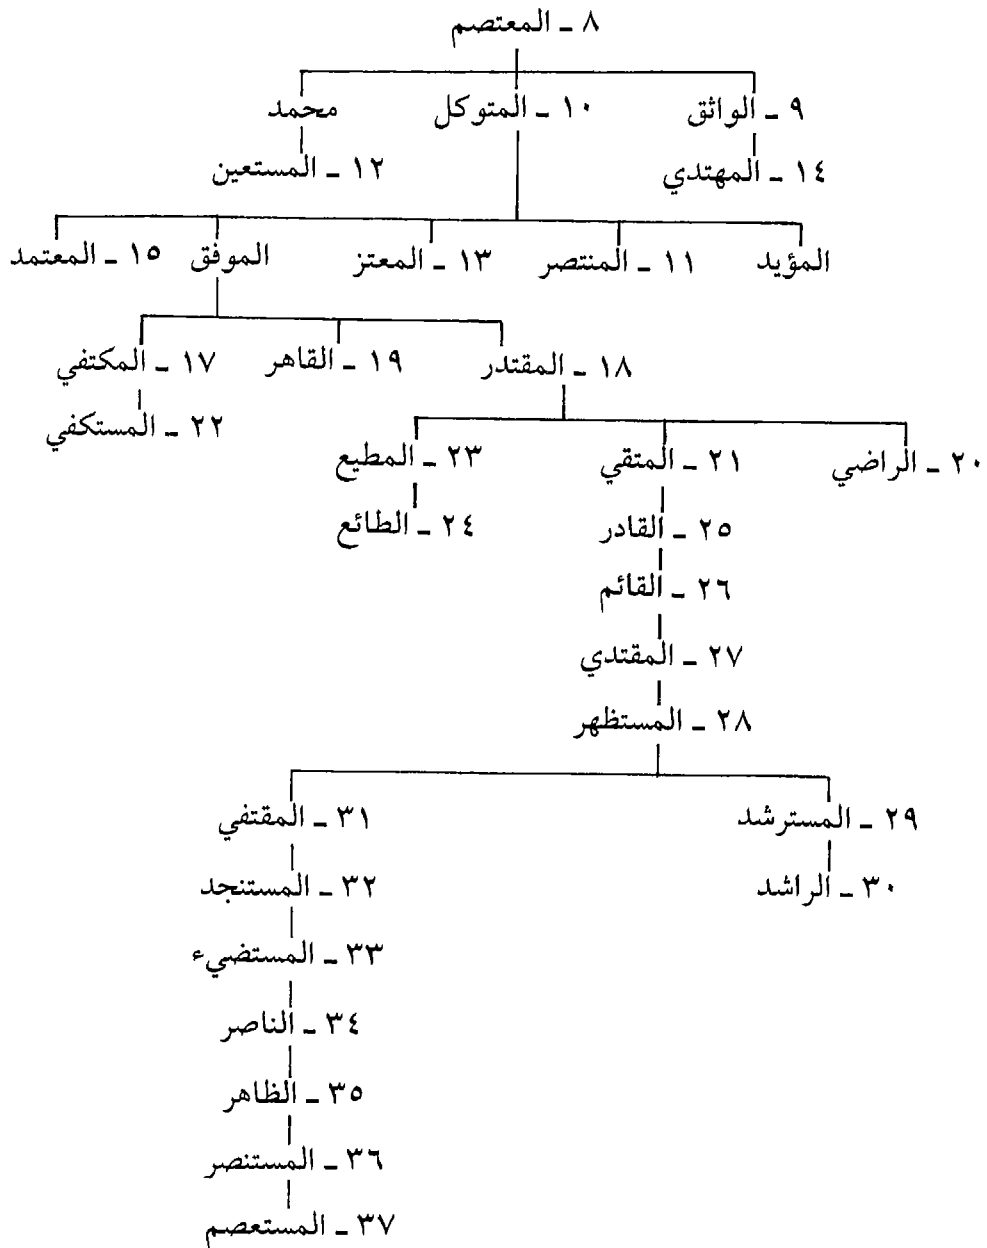 ٨ ـ المعتصم
٩ ـ الواثق ١٠ ـ المتوكل محمد
١٤ ـ المهتدي ١٢ ـ المستعين
المؤيد ١١ ـ المنتصر ١٣ ـ المعتز الموفق ١٥ ـ المعتمد
١٨ ـ المقتدر ١٩ ـ القاهر ١٧ ـ المكتفي
٢٢ ـ المستكفي
٢٠ ـ الراضي ٢١ ـ المتقي ٢٣ ـ المطيع
٢٥ ـ القادر ٢٤ ـ الطائع
٢٦ ـ القائم
٢٧ ـ المقتدي
٢٨ ـ المستظهر
٢٩ ـ المسترشد ٣١ ـ المقتفي
٣٠ ـ الراشد ٣٢ ـ المستنجد
٣٣ ـ المستضيء
٣٤ ـ الناصر
٣٥ ـ الظاهر
٣٦ ـ المستنصر
٣٧ ـ المستعصم